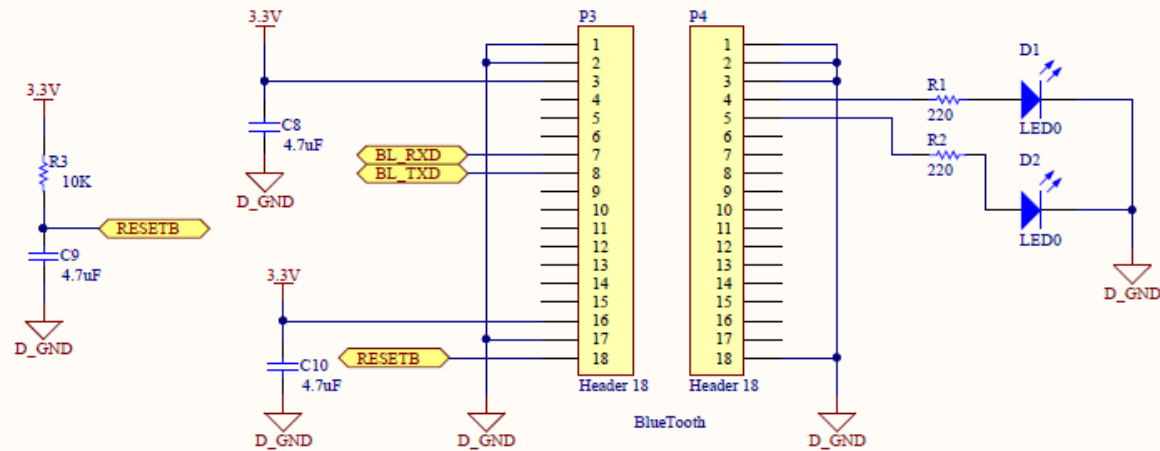 3.3V
P3
P4
3.3V
C8
4.7uF
D_GND
R3
10K
RESETB
C9
4.7uF
D_GND
BL_RXD
BL_TXD
3.3V
C10
4.7uF
D_GND
RESETB
D_GND
1
2
3
4
5
6
7
8
9
10
11
12
13
14
15
16
17
18
Header 18
1
2
3
4
5
6
7
8
9
10
11
12
13
14
15
16
17
18
Header 18
BlueTooth
D_GND
R1
220
D1
LED0
R2
220
D2
LED0
D_GND